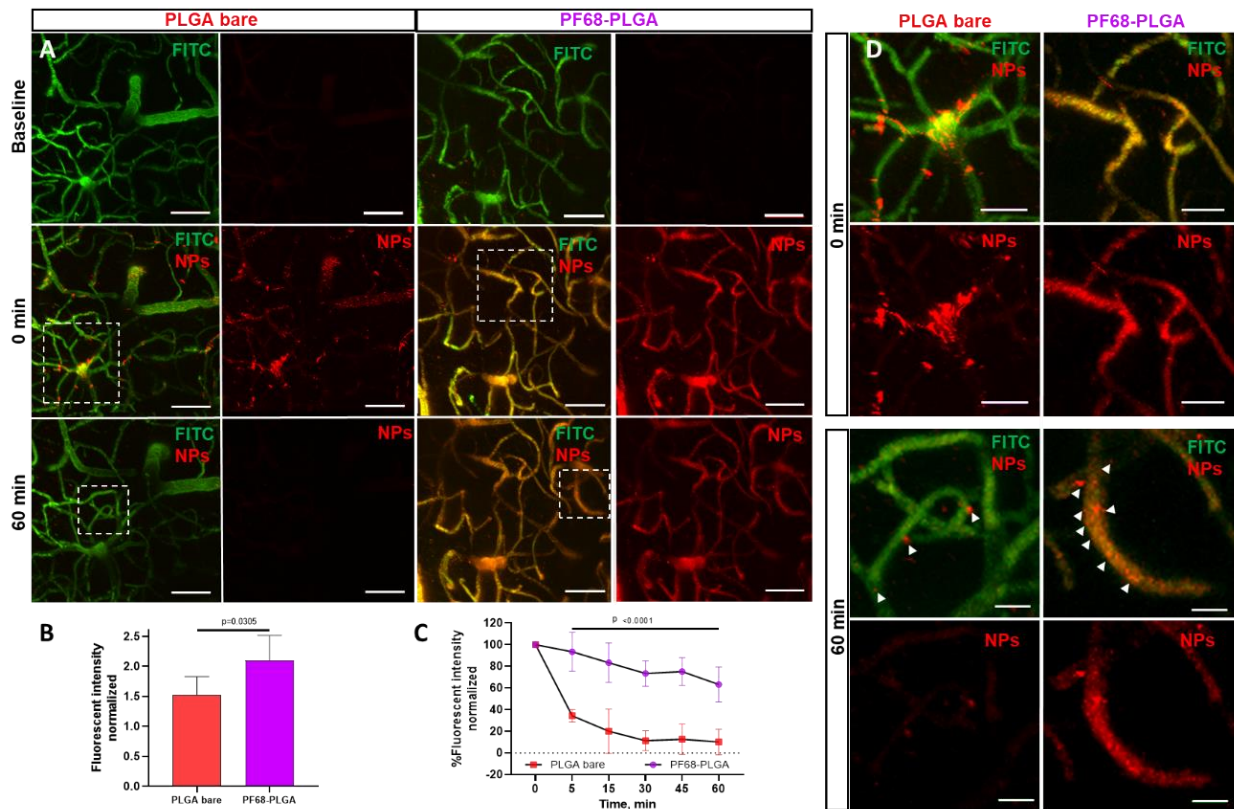 PLGA bare
PF68-PLGA
A
FITC
FITC
Baseline
FITC
NPs
NPs
FITC
NPs
NPs
0 min
FITC
NPs
NPs
FITC
NPs
NPs
60 min
B
p=0.0305
Fluorescent intensity
normalized
2.5
2.0
1.5
1.0
0.5
0.0
PLGA bare
PF68-PLGA
C
P <0.0001
%Fluorescent intensity
normalized
120
100
80
60
40
20
0
-20
PLGA bare
PF68-PLGA
0 5 15 30 45 60
Time, min
PLGA bare
PF68-PLGA
D
FITC
NPs
FITC
NPs
0 min
NPs
NPs
FITC
NPs
FITC
NPs
60 min
NPs
NPs